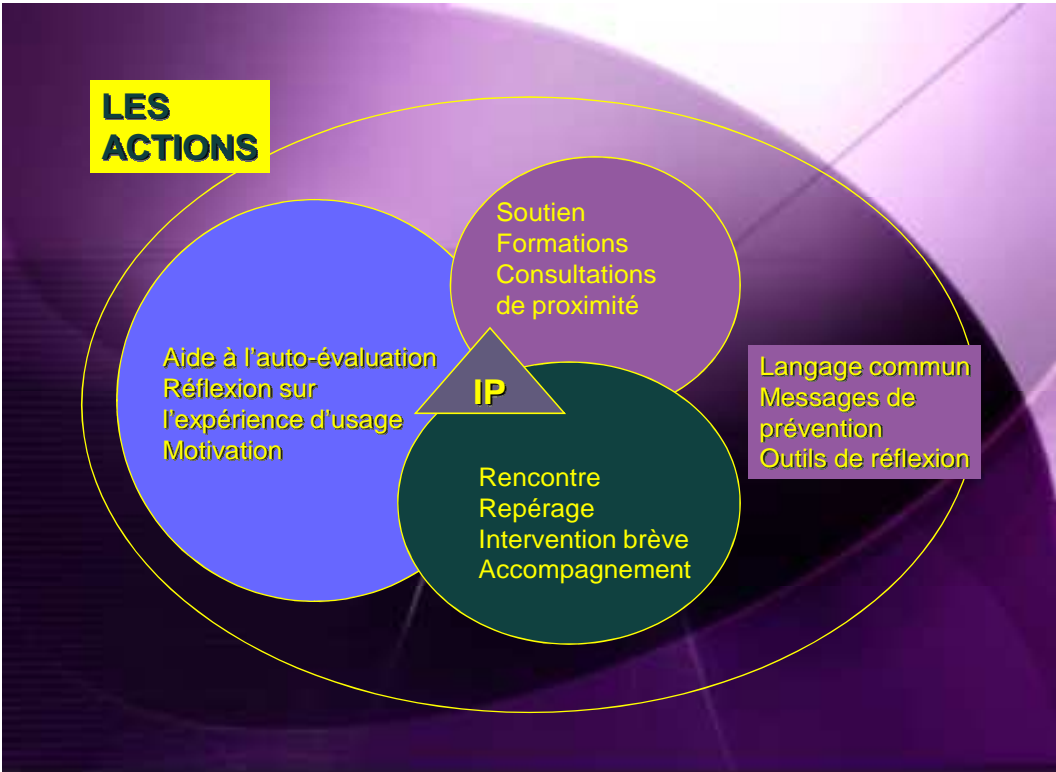 LES
ACTIONS
Soutien
Formations
Consultations
de proximité
Aide à l'auto-évaluation
Réflexion sur
l'expérience d'usage
Motivation
IP
Langage commun
Messages de
prévention
Outils de réflexion
Rencontre
Repérage
Intervention brève
Accompagnement